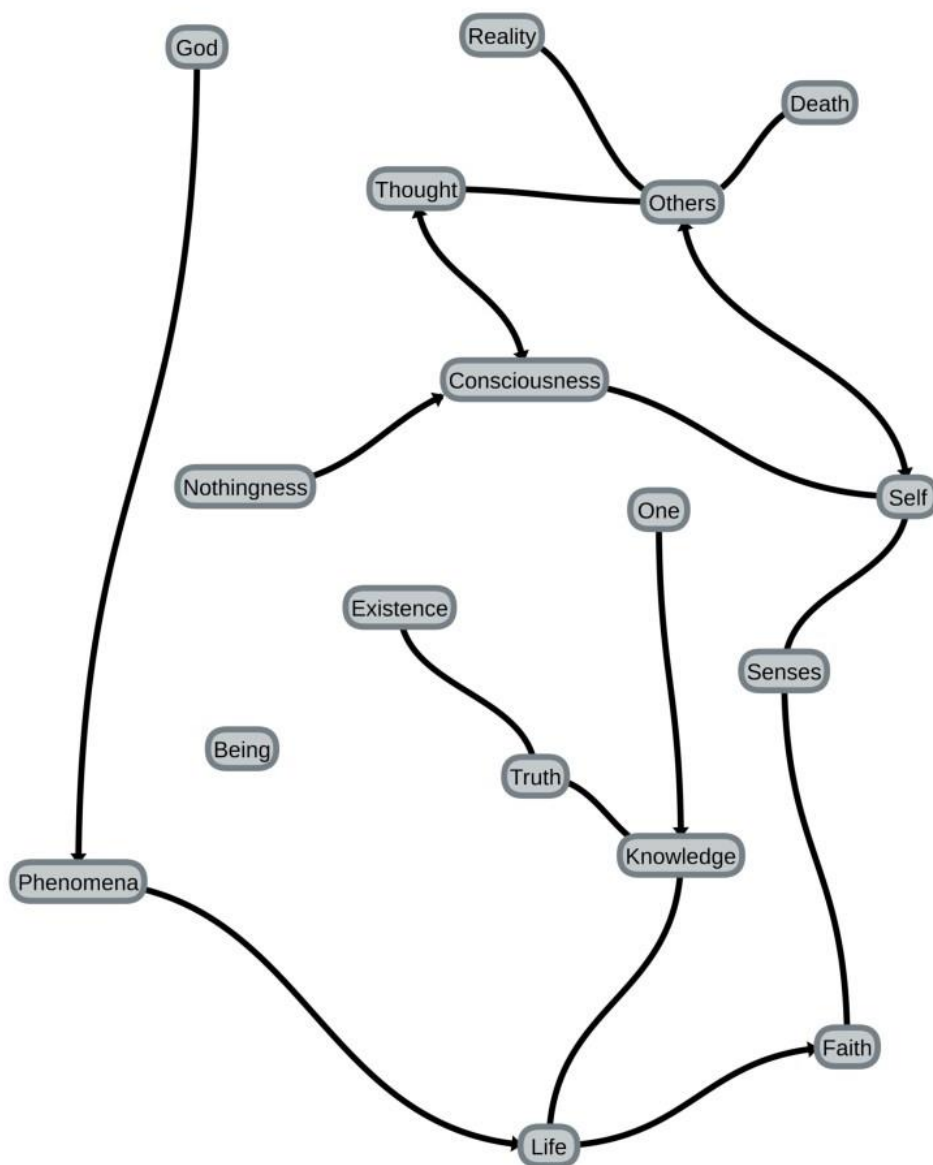 God
Reality
Death
Thought
Others
Consciousness
Nothingness
Self
One
Existence
Senses
Being
Truth
Knowledge
Phenomena
Faith
Life